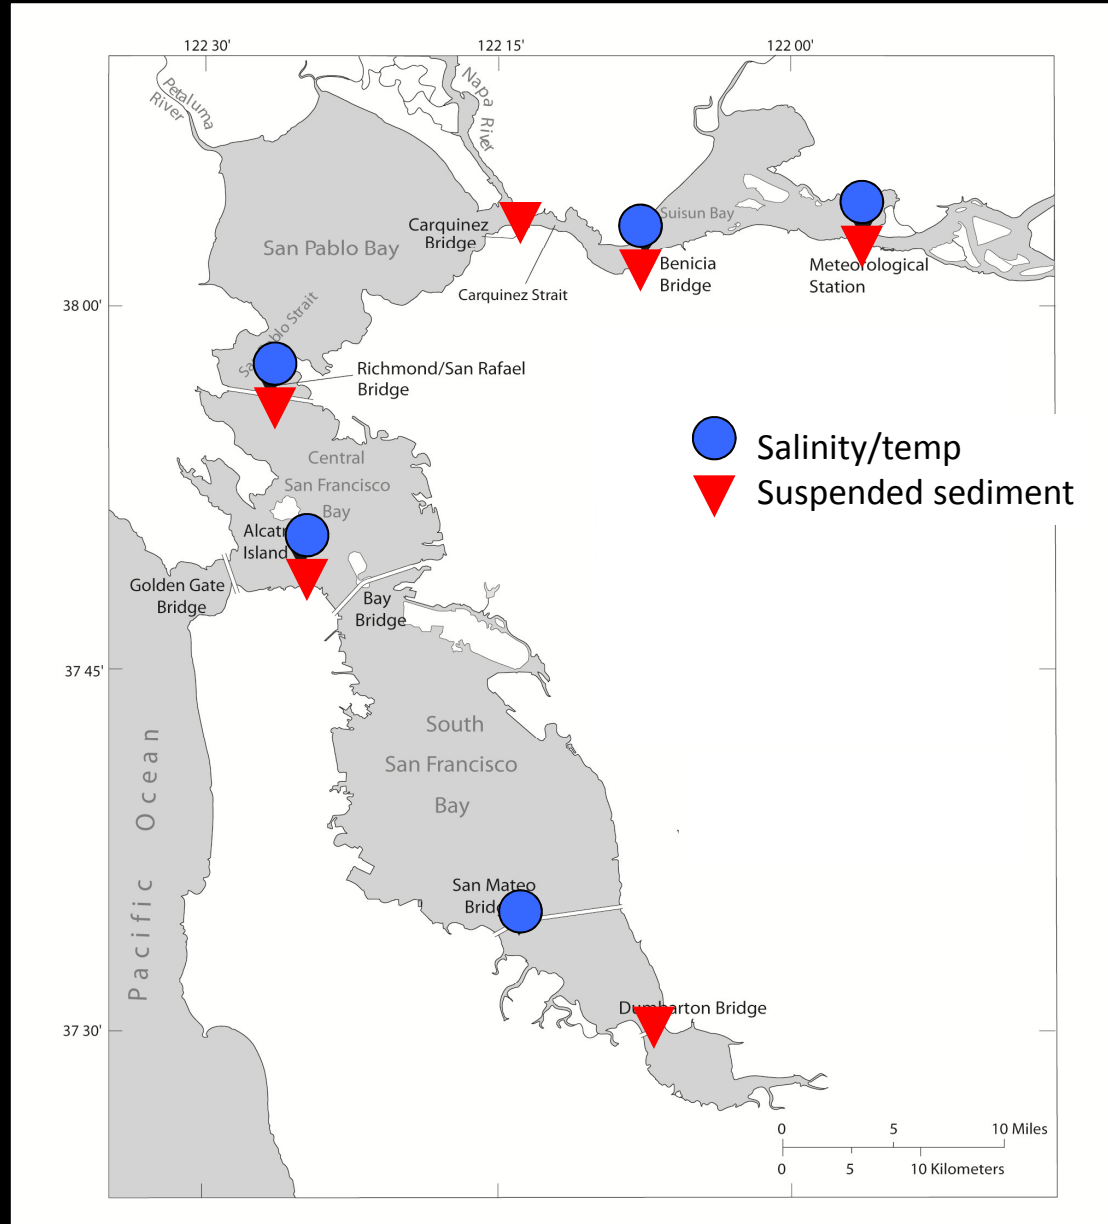 122 30'
122 15'
122 00'
Petaluma
River
Napa River
Carquinez
Bridge
Suisun Bay
San Pablo Bay
Benicia
Bridge
Meteorological
Station
Carquinez Strait
38 00'
Strait
Richmond/San Rafael
Bridge
Salinity/temp
Suspended sediment
Central
San Francisco
Bay
Island
Golden Gate
Bridge
Bay
Bridge
37 45'
South
San Francisco
Bay
Pacific Ocean
San Mateo
Dumbarton Bridge
37 30'
0 5 10 Miles
0 5 10 Kilometers